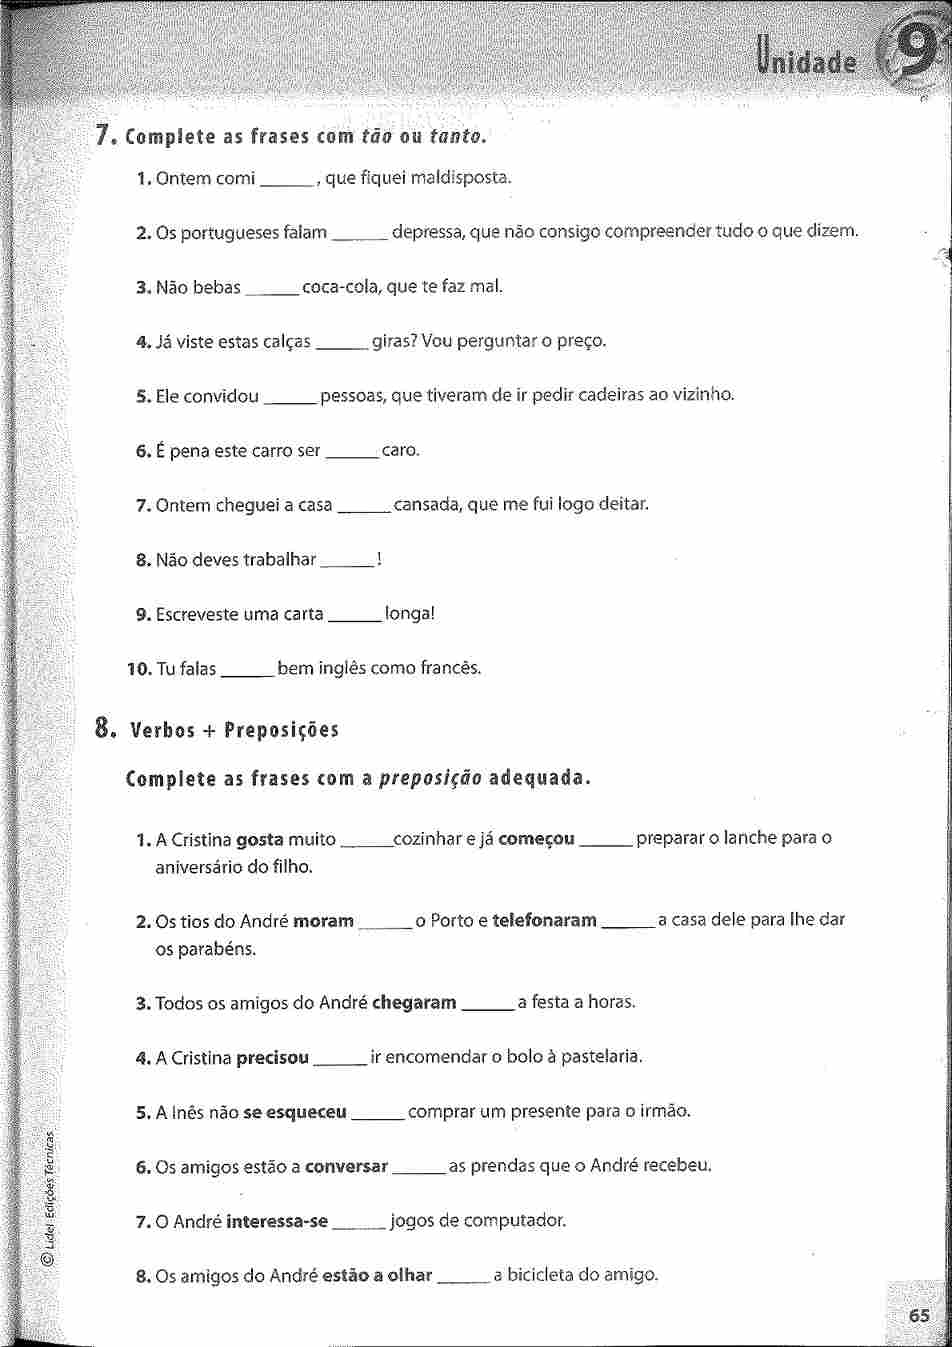 Unidade 9
7. Complete as frases com tão ou tanto.
1. Ontem comi ______, que fiquei maldisposta.
2. Os portugueses falam ______ depressa, que não consigo compreender tudo o que dizem.
3. Não bebas ______ coca-cola, que te faz mal.
4. Já viste estas calças ______ giras? Vou perguntar o preço.
5. Ele convidou ______ pessoas, que tiveram de ir pedir cadeiras ao vizinho.
6. É pena este carro ser ______ caro.
7. Ontem cheguei a casa ______ cansada, que me fui logo deitar.
8. Não deves trabalhar ______!
9. Escreveste uma carta ______ longa!
10. Tu falas ______ bem inglês como francês.
8. Verbos + Preposições
Complete as frases com a preposição adequada.
1. A Cristina gosta muito ______ cozinhar e já começou ______ preparar o lanche para o
aniversário do filho.
2. Os tios do André moram ______ o Porto e telefonaram ______ a casa dele para lhe dar
os parabéns.
3. Todos os amigos do André chegaram ______ a festa a horas.
4. A Cristina precisou ______ ir encomendar o bolo à pastelaria.
5. A Inês não se esqueceu ______ comprar um presente para o irmão.
6. Os amigos estão a conversar ______ as prendas que o André recebeu.
7. O André interessa-se ______ jogos de computador.
8. Os amigos do André estão a olhar ______ a bicicleta do amigo.
© Lidel Edições Técnicas
65